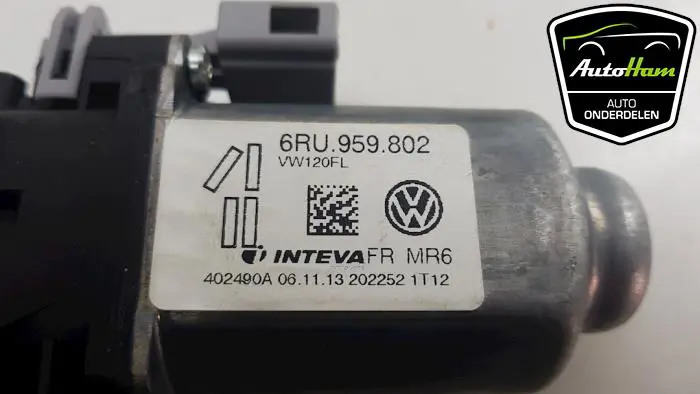 AutoHam
AUTO
ONDERDELEN
6RU.959.802
VW120FL
INTEVA FR MR6
402490A 06.11.13 202252 1T12